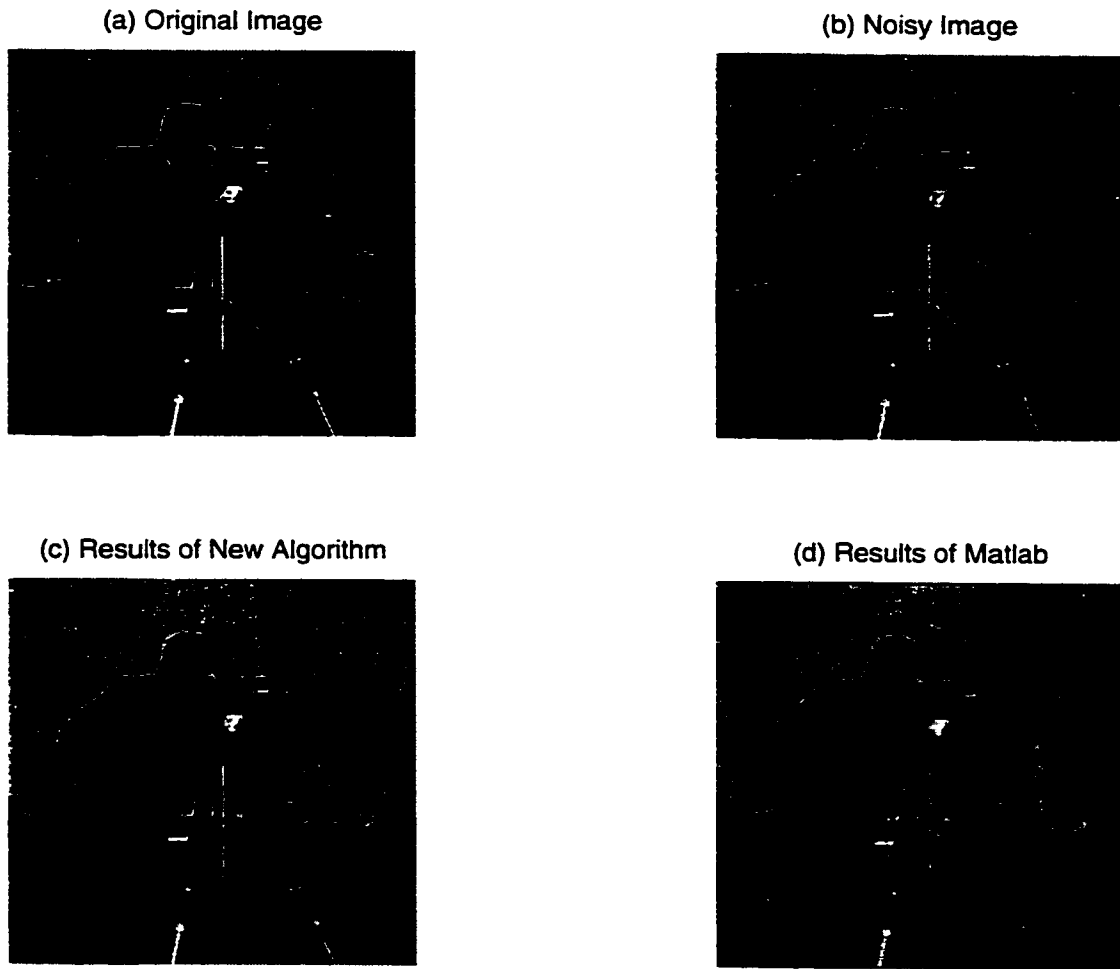 (a) Original Image
(b) Noisy Image
(c) Results of New Algorithm
(d) Results of Matlab